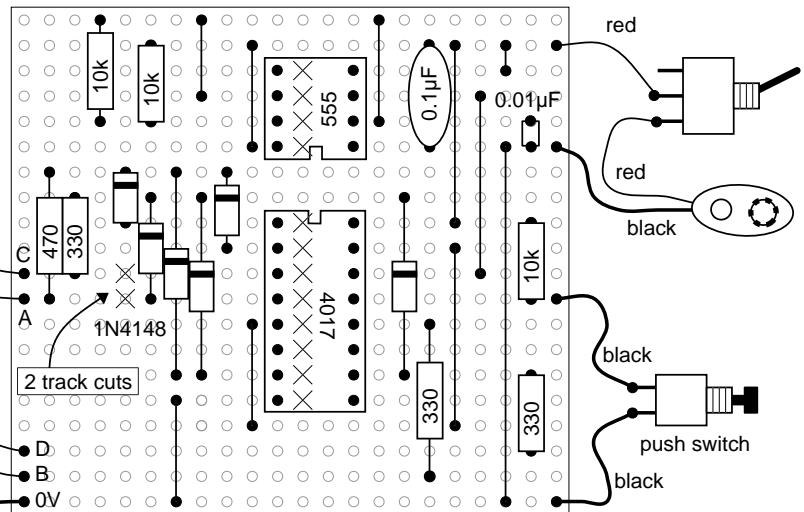 red
10k
10k
555
0.1µF
0.01µF
red
black
470
330
10k
C
A
4017
1N4148
black
2 track cuts
330
330
push switch
D
B
0V
black